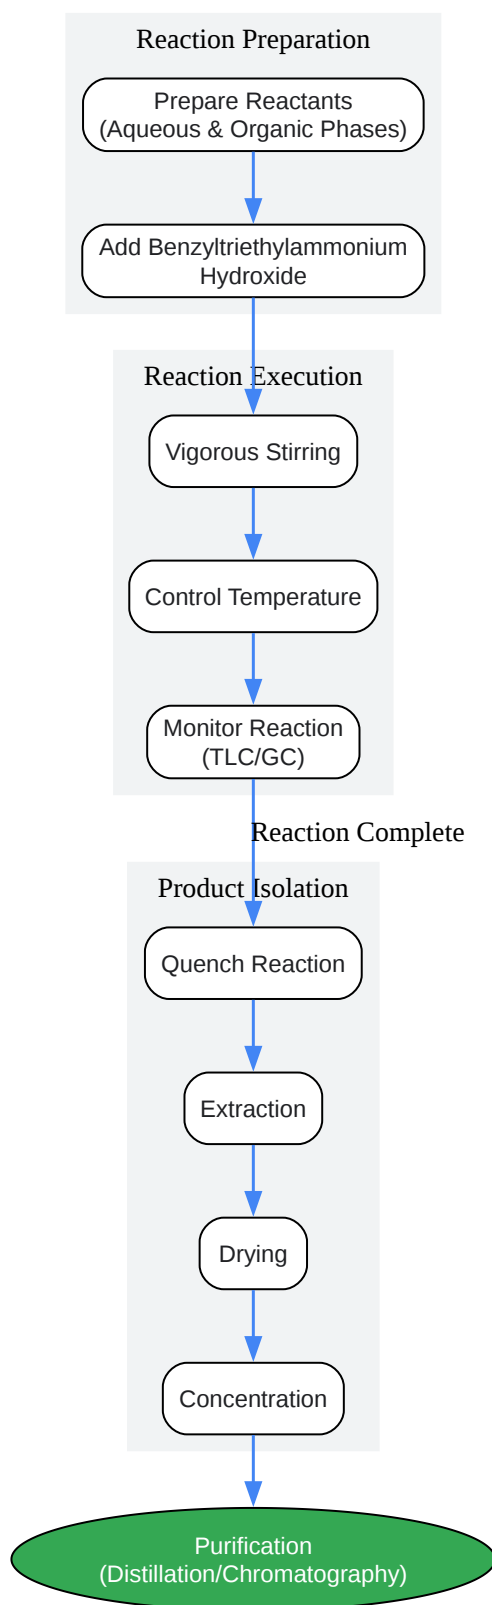 Reaction Preparation
Prepare Reactants
(Aqueous & Organic Phases)
Add Benzyltriethylammonium
Hydroxide
Reaction Execution
Vigorous Stirring
Control Temperature
Monitor Reaction
(TLC/GC)
Reaction Complete
Product Isolation
Quench Reaction
Extraction
Drying
Concentration
Purification
(Distillation/Chromatography)